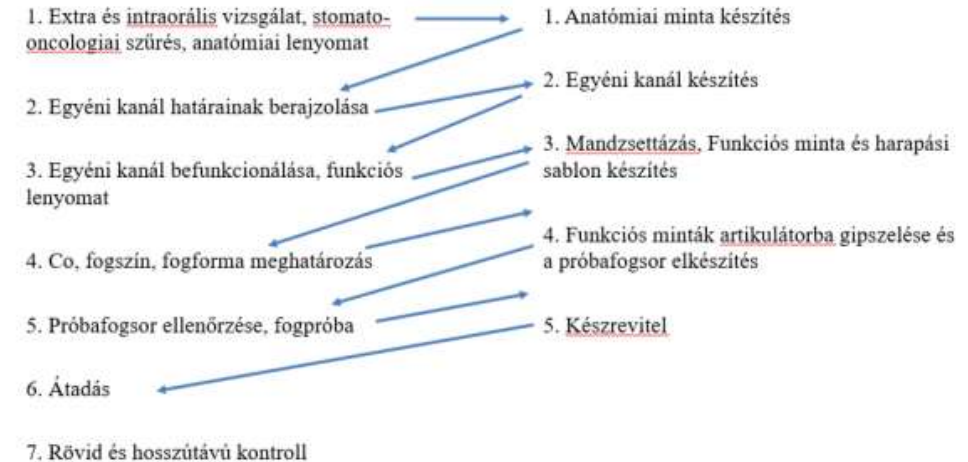 1. Extra és intraorális vizsgálat, stomato-
oncologiai szűrés, anatómiai lenyomat
2. Egyéni kanál határainak berajzolása
3. Egyéni kanál befunkcionálása, funkciós
lenyomat
4. Co, fogszín, fogforma meghatározás
5. Próbafogsor ellenőrzése, fogpróba
6. Átadás
7. Rövid és hosszútávú kontroll
1. Anatómiai minta készítés
2. Egyéni kanál készítés
3. Mandzsettázás, Funkciós minta és harapási
sablon készítés
4. Funkciós minták artikulátorba gipszelése és
a próbafogsor elkészítés
5. Készrevitel